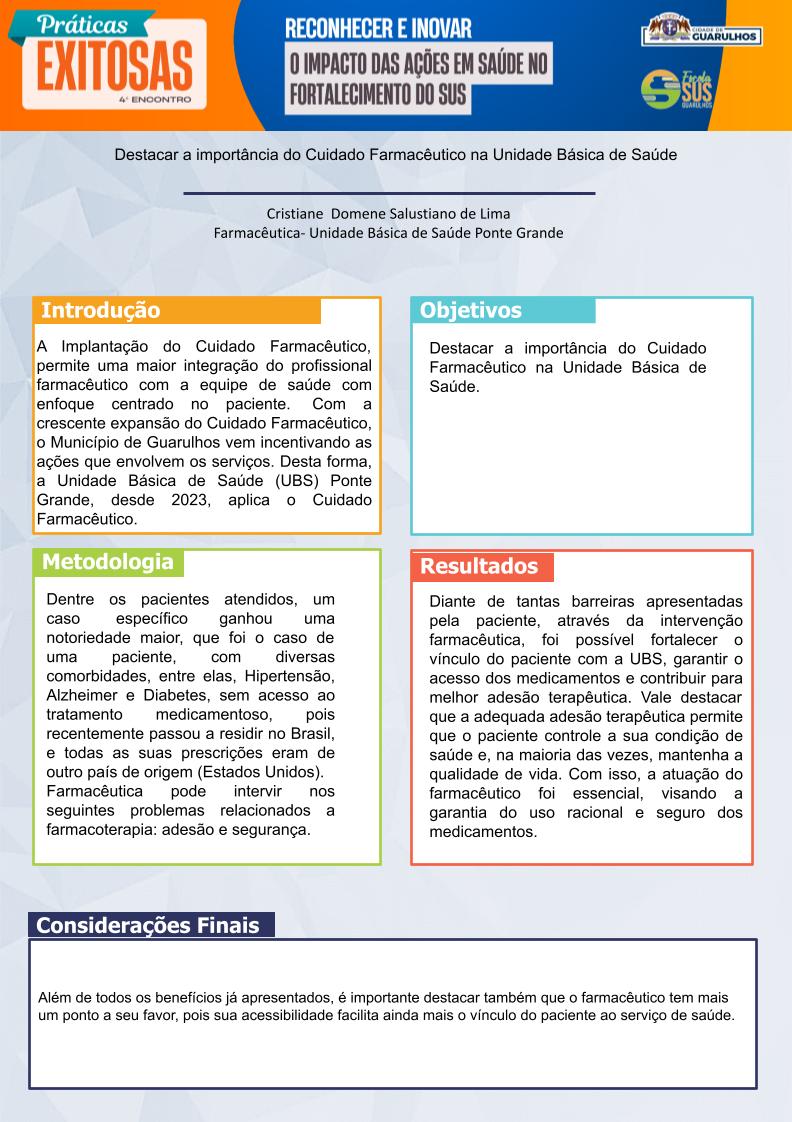 Práticas
EXITOSAS
4º ENCONTRO
RECONHECER E INOVAR
O IMPACTO DAS AÇÕES EM SAÚDE NO
FORTALECIMENTO DO SUS
CIDADE DE
GUARULHOS
Escola
SUS
GUARULHOS
Destacar a importância do Cuidado Farmacêutico na Unidade Básica de Saúde
Cristiane Domene Salustiano de Lima
Farmacêutica- Unidade Básica de Saúde Ponte Grande
Introdução
A Implantação do Cuidado Farmacêutico,
permite uma maior integração do profissional
farmacêutico com a equipe de saúde com
enfoque centrado no paciente. Com a
crescente expansão do Cuidado Farmacêutico,
o Município de Guarulhos vem incentivando as
ações que envolvem os serviços. Desta forma,
a Unidade Básica de Saúde (UBS) Ponte
Grande, desde 2023, aplica o Cuidado
Farmacêutico.
Objetivos
Destacar a importância do Cuidado
Farmacêutico na Unidade Básica de
Saúde.
Metodologia
Dentre os pacientes atendidos, um
caso específico ganhou uma
notoriedade maior, que foi o caso de
uma paciente, com diversas
comorbidades, entre elas, Hipertensão,
Alzheimer e Diabetes, sem acesso ao
tratamento medicamentoso, pois
recentemente passou a residir no Brasil,
e todas as suas prescrições eram de
outro país de origem (Estados Unidos).
Farmacêutica pode intervir nos
seguintes problemas relacionados a
farmacoterapia: adesão e segurança.
Resultados
Diante de tantas barreiras apresentadas
pela paciente, através da intervenção
farmacêutica, foi possível fortalecer o
vínculo do paciente com a UBS, garantir o
acesso dos medicamentos e contribuir para
melhor adesão terapêutica. Vale destacar
que a adequada adesão terapêutica permite
que o paciente controle a sua condição de
saúde e, na maioria das vezes, mantenha a
qualidade de vida. Com isso, a atuação do
farmacêutico foi essencial, visando a
garantia do uso racional e seguro dos
medicamentos.
Considerações Finais
Além de todos os benefícios já apresentados, é importante destacar também que o farmacêutico tem mais
um ponto a seu favor, pois sua acessibilidade facilita ainda mais o vínculo do paciente ao serviço de saúde.